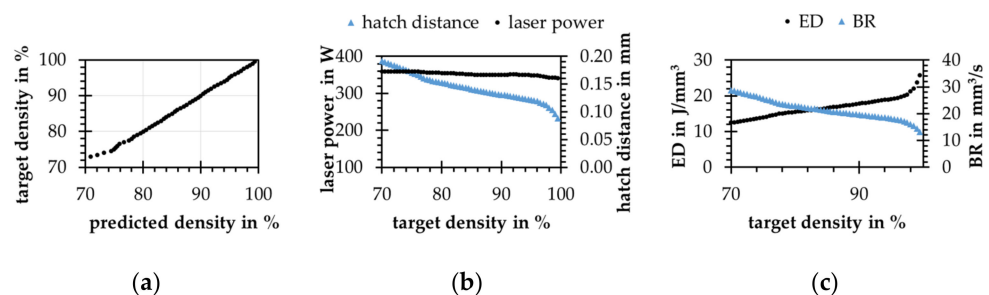 hatch distance laser power
ED BR
target density in %
100
90
80
70
70 80 90 100
predicted density in %
(a)
laser power in W
400
300
200
100
0.20
0.15
0.10
0.05
0.00
hatch distance in mm
70 80 90 100
target density in %
(b)
ED in J/mm³
30
20
10
0
40
30
20
10
0
BR in mm³/s
70 90
target density in %
(c)